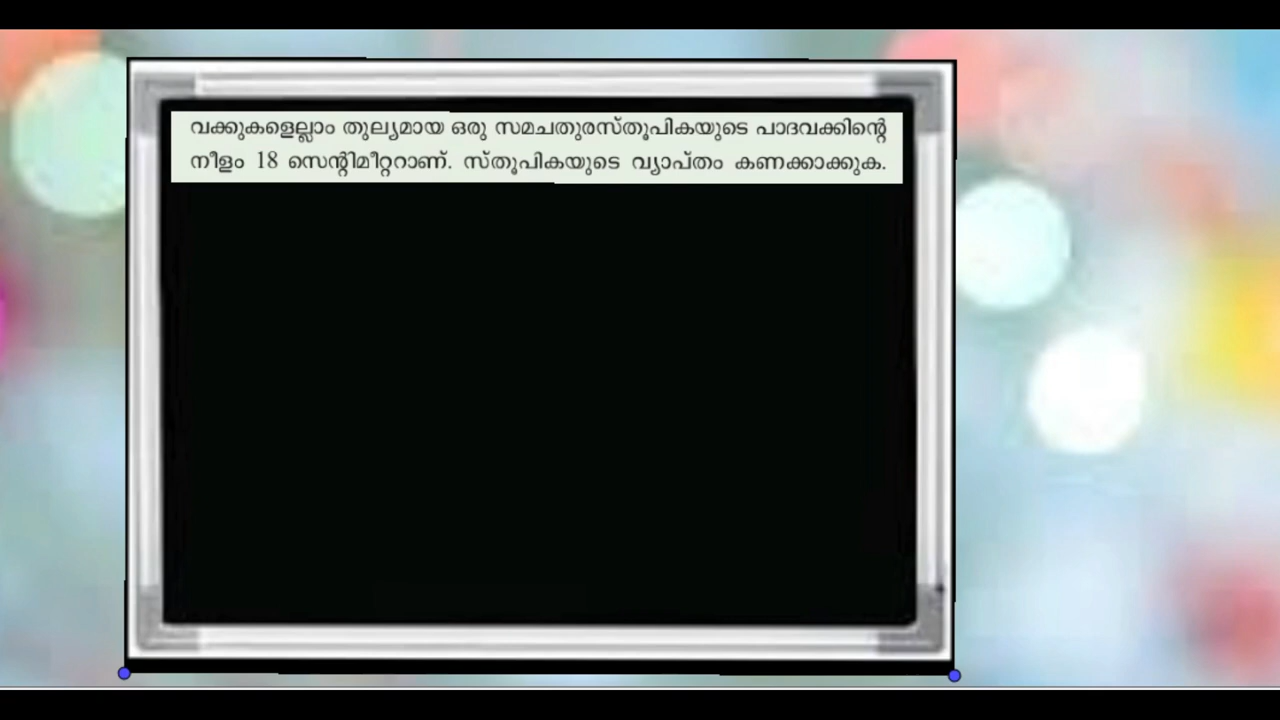 വക്കുകളെല്ലാം തുല്യമായ ഒരു സമചതുരസ്തൂപികയുടെ പാദവക്കിന്റെ
നീളം 18 സെന്റിമീറ്ററാണ്. സ്തൂപികയുടെ വ്യാപ്തം കണക്കാക്കുക.